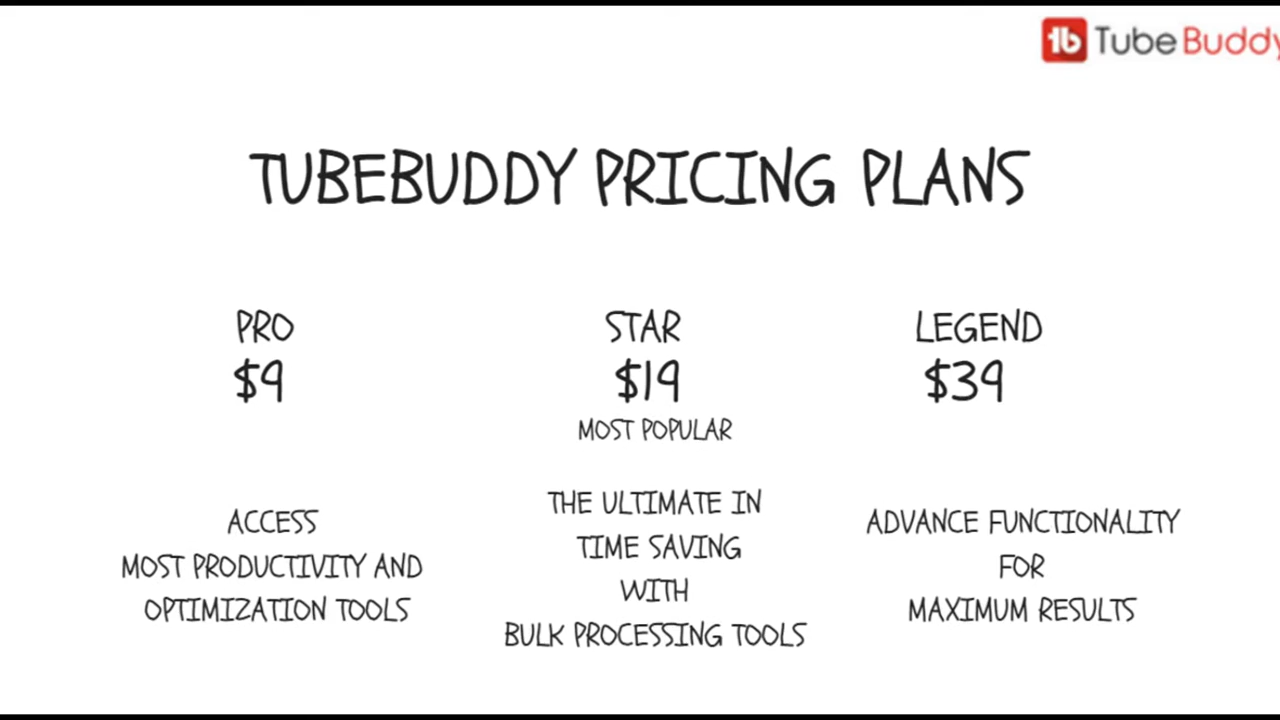 TubeBuddy
TUBEBUDDY PRICING PLANS
PRO
$9
STAR
$19
MOST POPULAR
LEGEND
$39
ACCESS
MOST PRODUCTIVITY AND
OPTIMIZATION TOOLS
THE ULTIMATE IN
TIME SAVING
WITH
BULK PROCESSING TOOLS
ADVANCE FUNCTIONALITY
FOR
MAXIMUM RESULTS